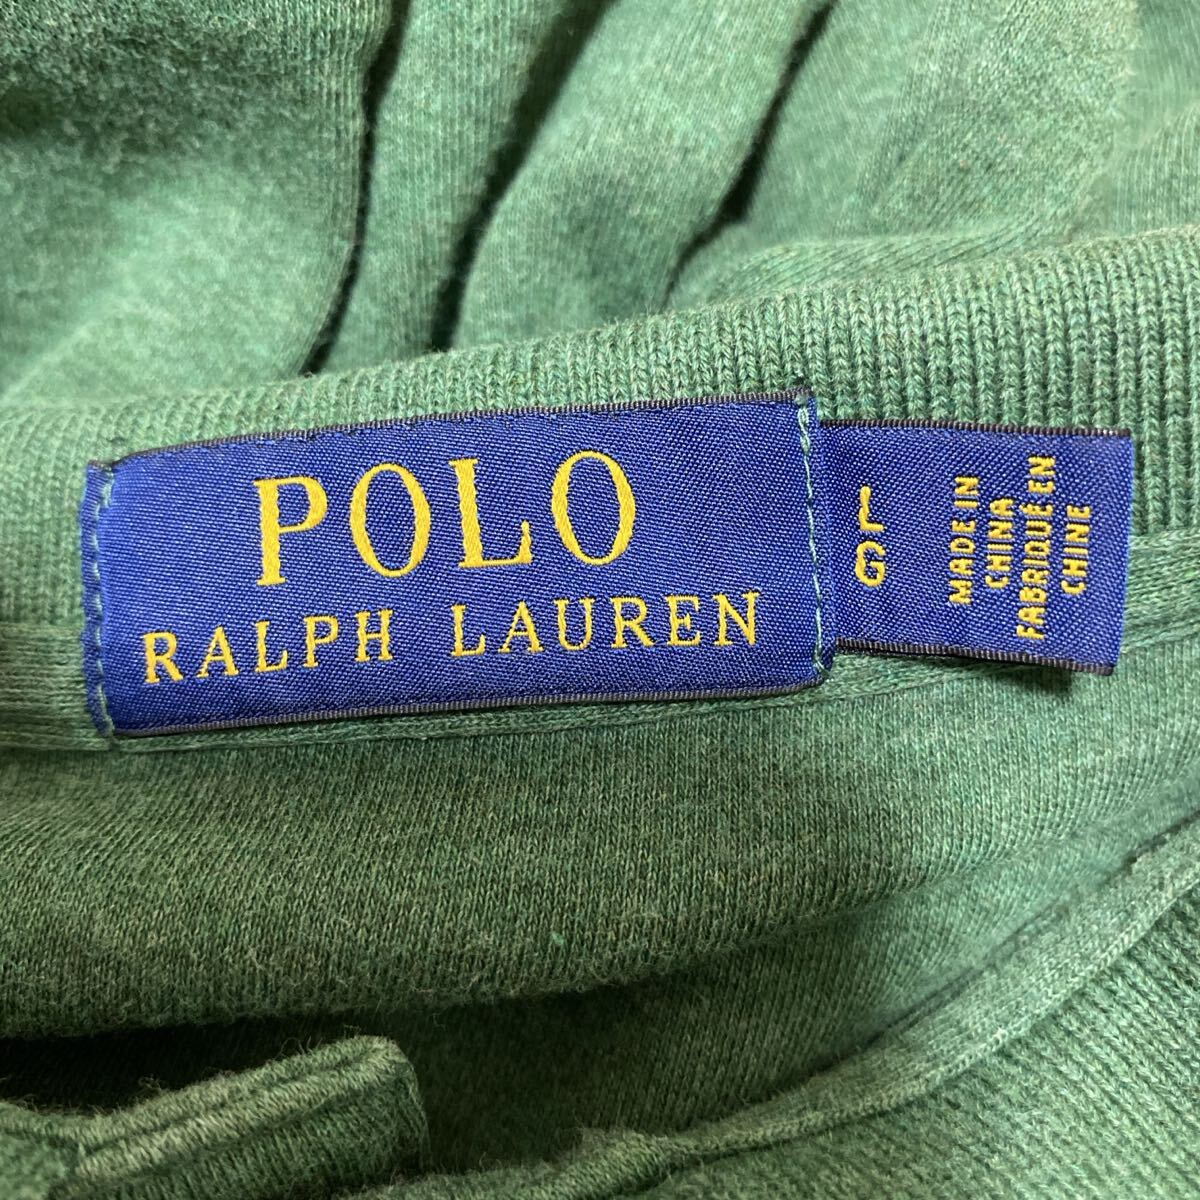 POLO
RALPH LAUREN
L
G
MADE IN
CHINA
FABRIQUÉ EN
CHINE